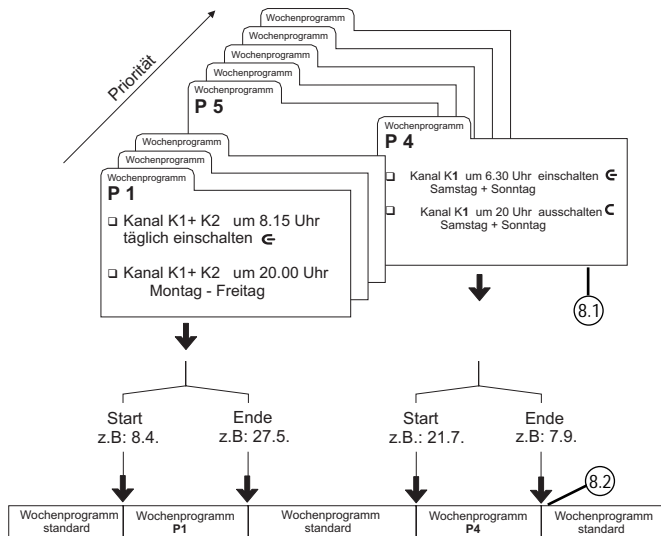 Wochenprogramm
Wochenprogramm
Wochenprogramm
Wochenprogramm
Wochenprogramm
P 5
Priorität
Wochenprogramm
P 4
❑ Kanal K1 um 6.30 Uhr einschalten
Samstag + Sonntag
❑ Kanal K1 um 20 Uhr ausschalten
Samstag + Sonntag
8.1
Wochenprogramm
Wochenprogramm
Wochenprogramm
P 1
❑ Kanal K1+ K2 um 8.15 Uhr
täglich einschalten
❑ Kanal K1+ K2 um 20.00 Uhr
Montag - Freitag
Start
z.B: 8.4.
Ende
z.B: 27.5.
Start
z.B.: 21.7.
Ende
z.B: 7.9.
8.2
Wochenprogramm
standard
Wochenprogramm
P1
Wochenprogramm
standard
Wochenprogramm
P4
Wochenprogramm
standard